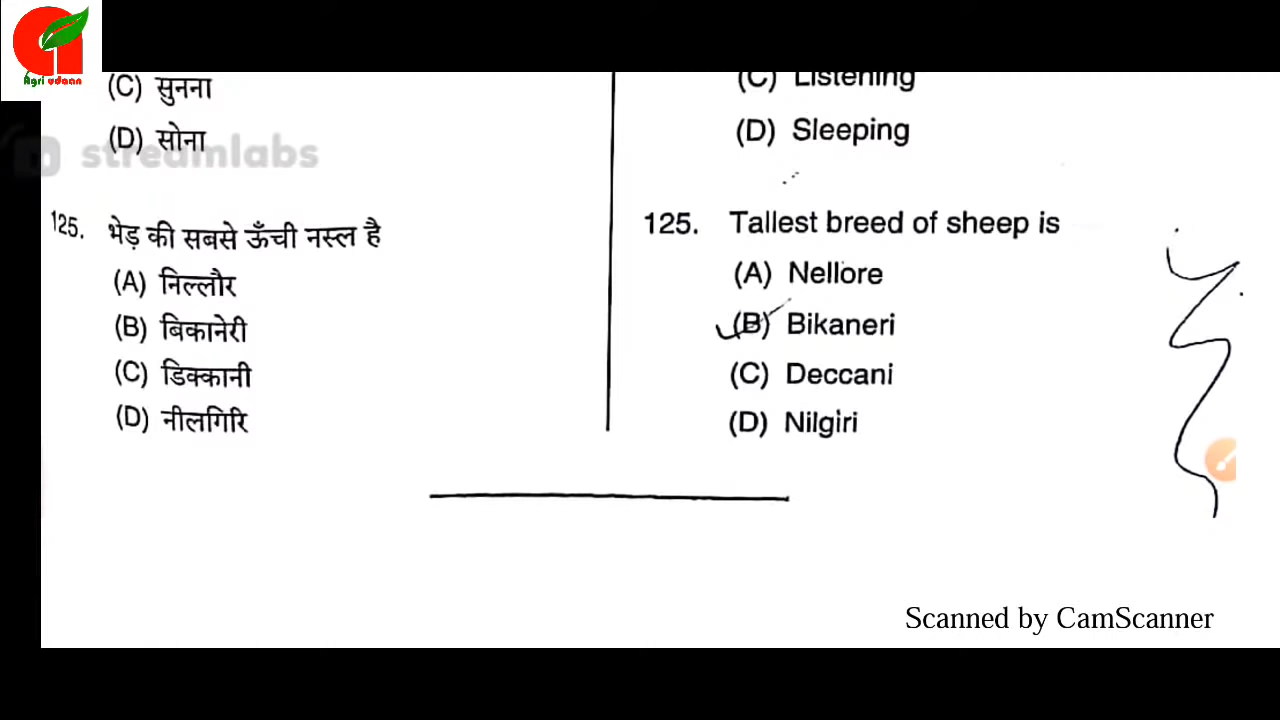 Agri udaan
(C) सुनना
(D) सोना
streamlabs
125. भेड़ की सबसे ऊँची नस्ल है
(A) निल्लौर
(B) बिकानेरी
(C) डिक्कानी
(D) नीलगिरि
(C) Listening
(D) Sleeping
125. Tallest breed of sheep is
(A) Nellore
(B) Bikaneri
(C) Deccani
(D) Nilgiri
Scanned by CamScanner